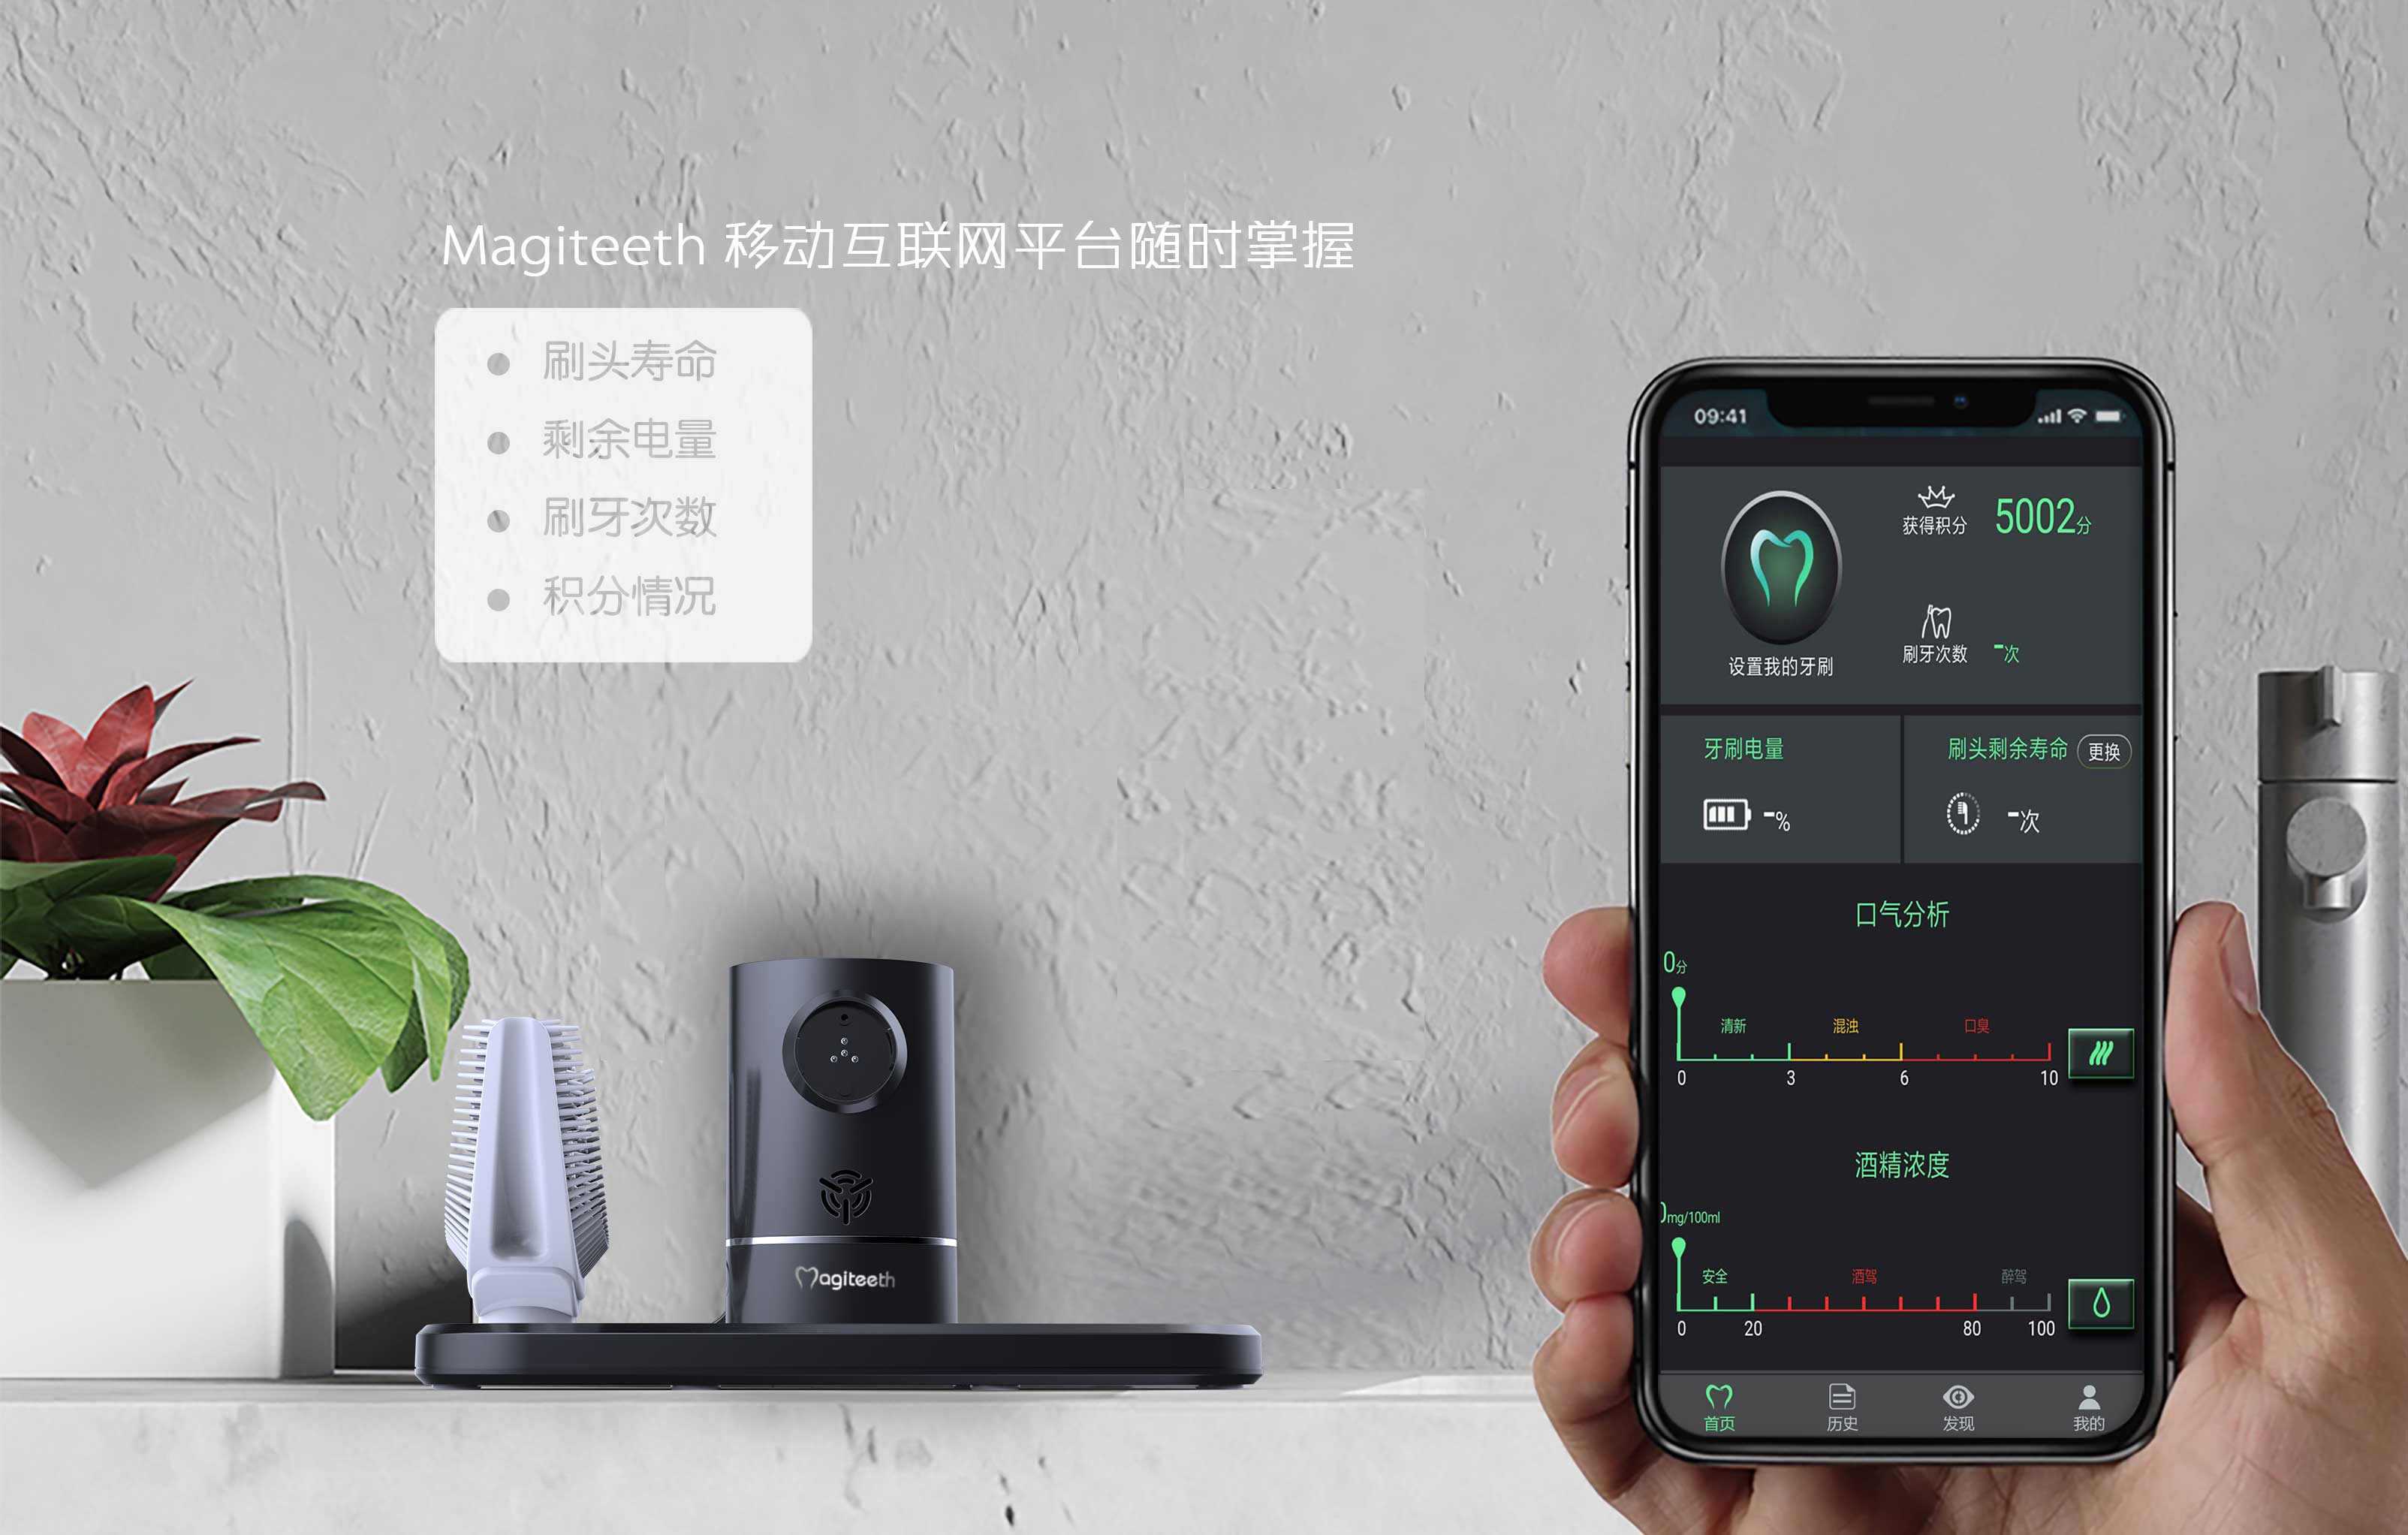 Magiteeth 移动互联网平台随时掌握
刷头寿命
剩余电量
刷牙次数
积分情况
Magiteeth
09:41
获得积分 5002分
刷牙次数 -次
设置我的牙刷
牙刷电量
-%
刷头剩余寿命 更换
-次
口气分析
0分
清新 混浊 口臭
0 3 6 10
酒精浓度
0mg/100ml
安全 酒驾 醉驾
0 20 80 100
首页 历史 发现 我的